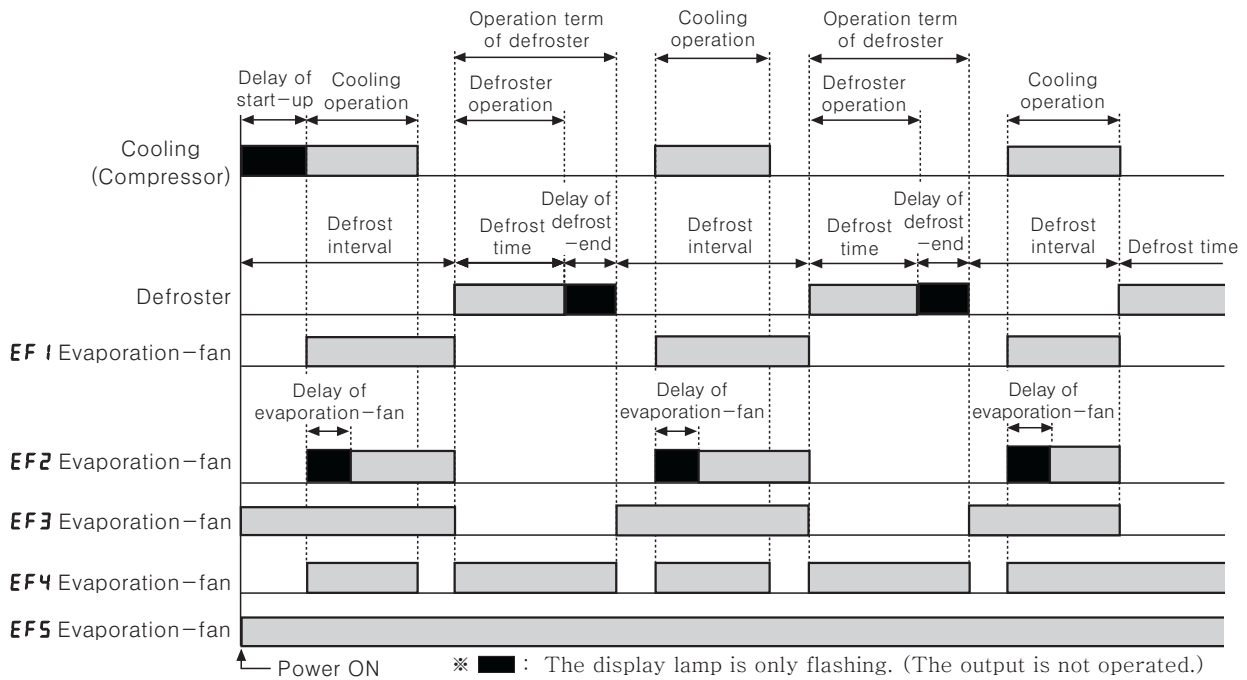 Operation term
of defroster
Cooling
operation
Operation term
of defroster
Delay of
start-up
Cooling
operation
Defroster
operation
Defroster
operation
Cooling
operation
Cooling
(Compressor)
Defrost
interval
Defrost
time
Delay of
defrost
-end
Defrost
interval
Defrost
time
Delay of
defrost
-end
Defrost
interval
Defrost time
Defroster
EF1 Evaporation-fan
Delay of
evaporation-fan
Delay of
evaporation-fan
Delay of
evaporation-fan
EF2 Evaporation-fan
EF3 Evaporation-fan
EF4 Evaporation-fan
EF5 Evaporation-fan
Power ON
※ ■ : The display lamp is only flashing. (The output is not operated.)